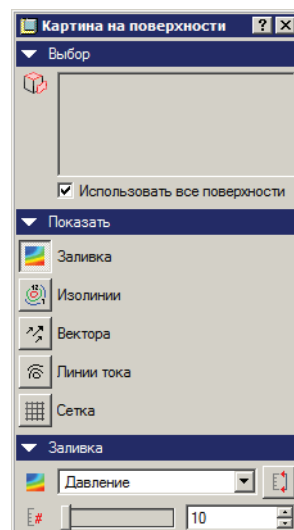 Картина на поверхности
Выбор
Использовать все поверхности
Показать
Заливка
Изолинии
Вектора
Линии тока
Сетка
Заливка
Давление
10